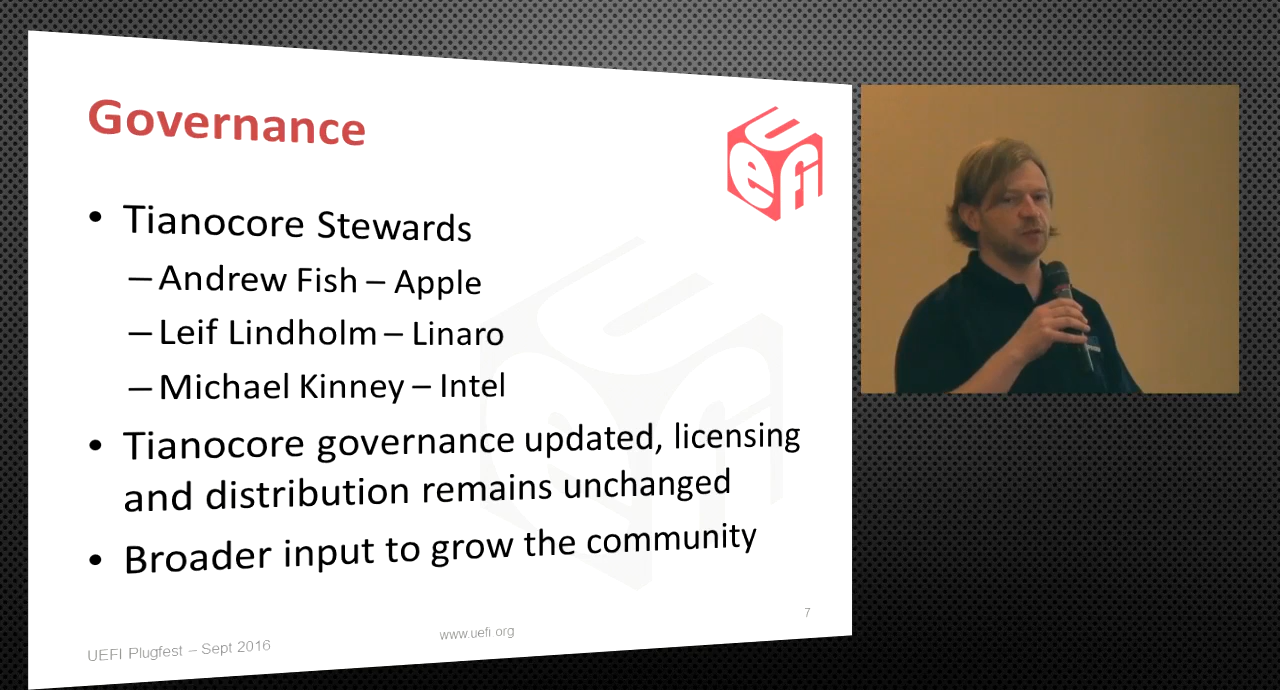 Governance
uefi
• Tianocore Stewards
– Andrew Fish – Apple
– Leif Lindholm – Linaro
– Michael Kinney – Intel
• Tianocore governance updated, licensing
and distribution remains unchanged
• Broader input to grow the community
7
UEFI Plugfest – Sept 2016
www.uefi org